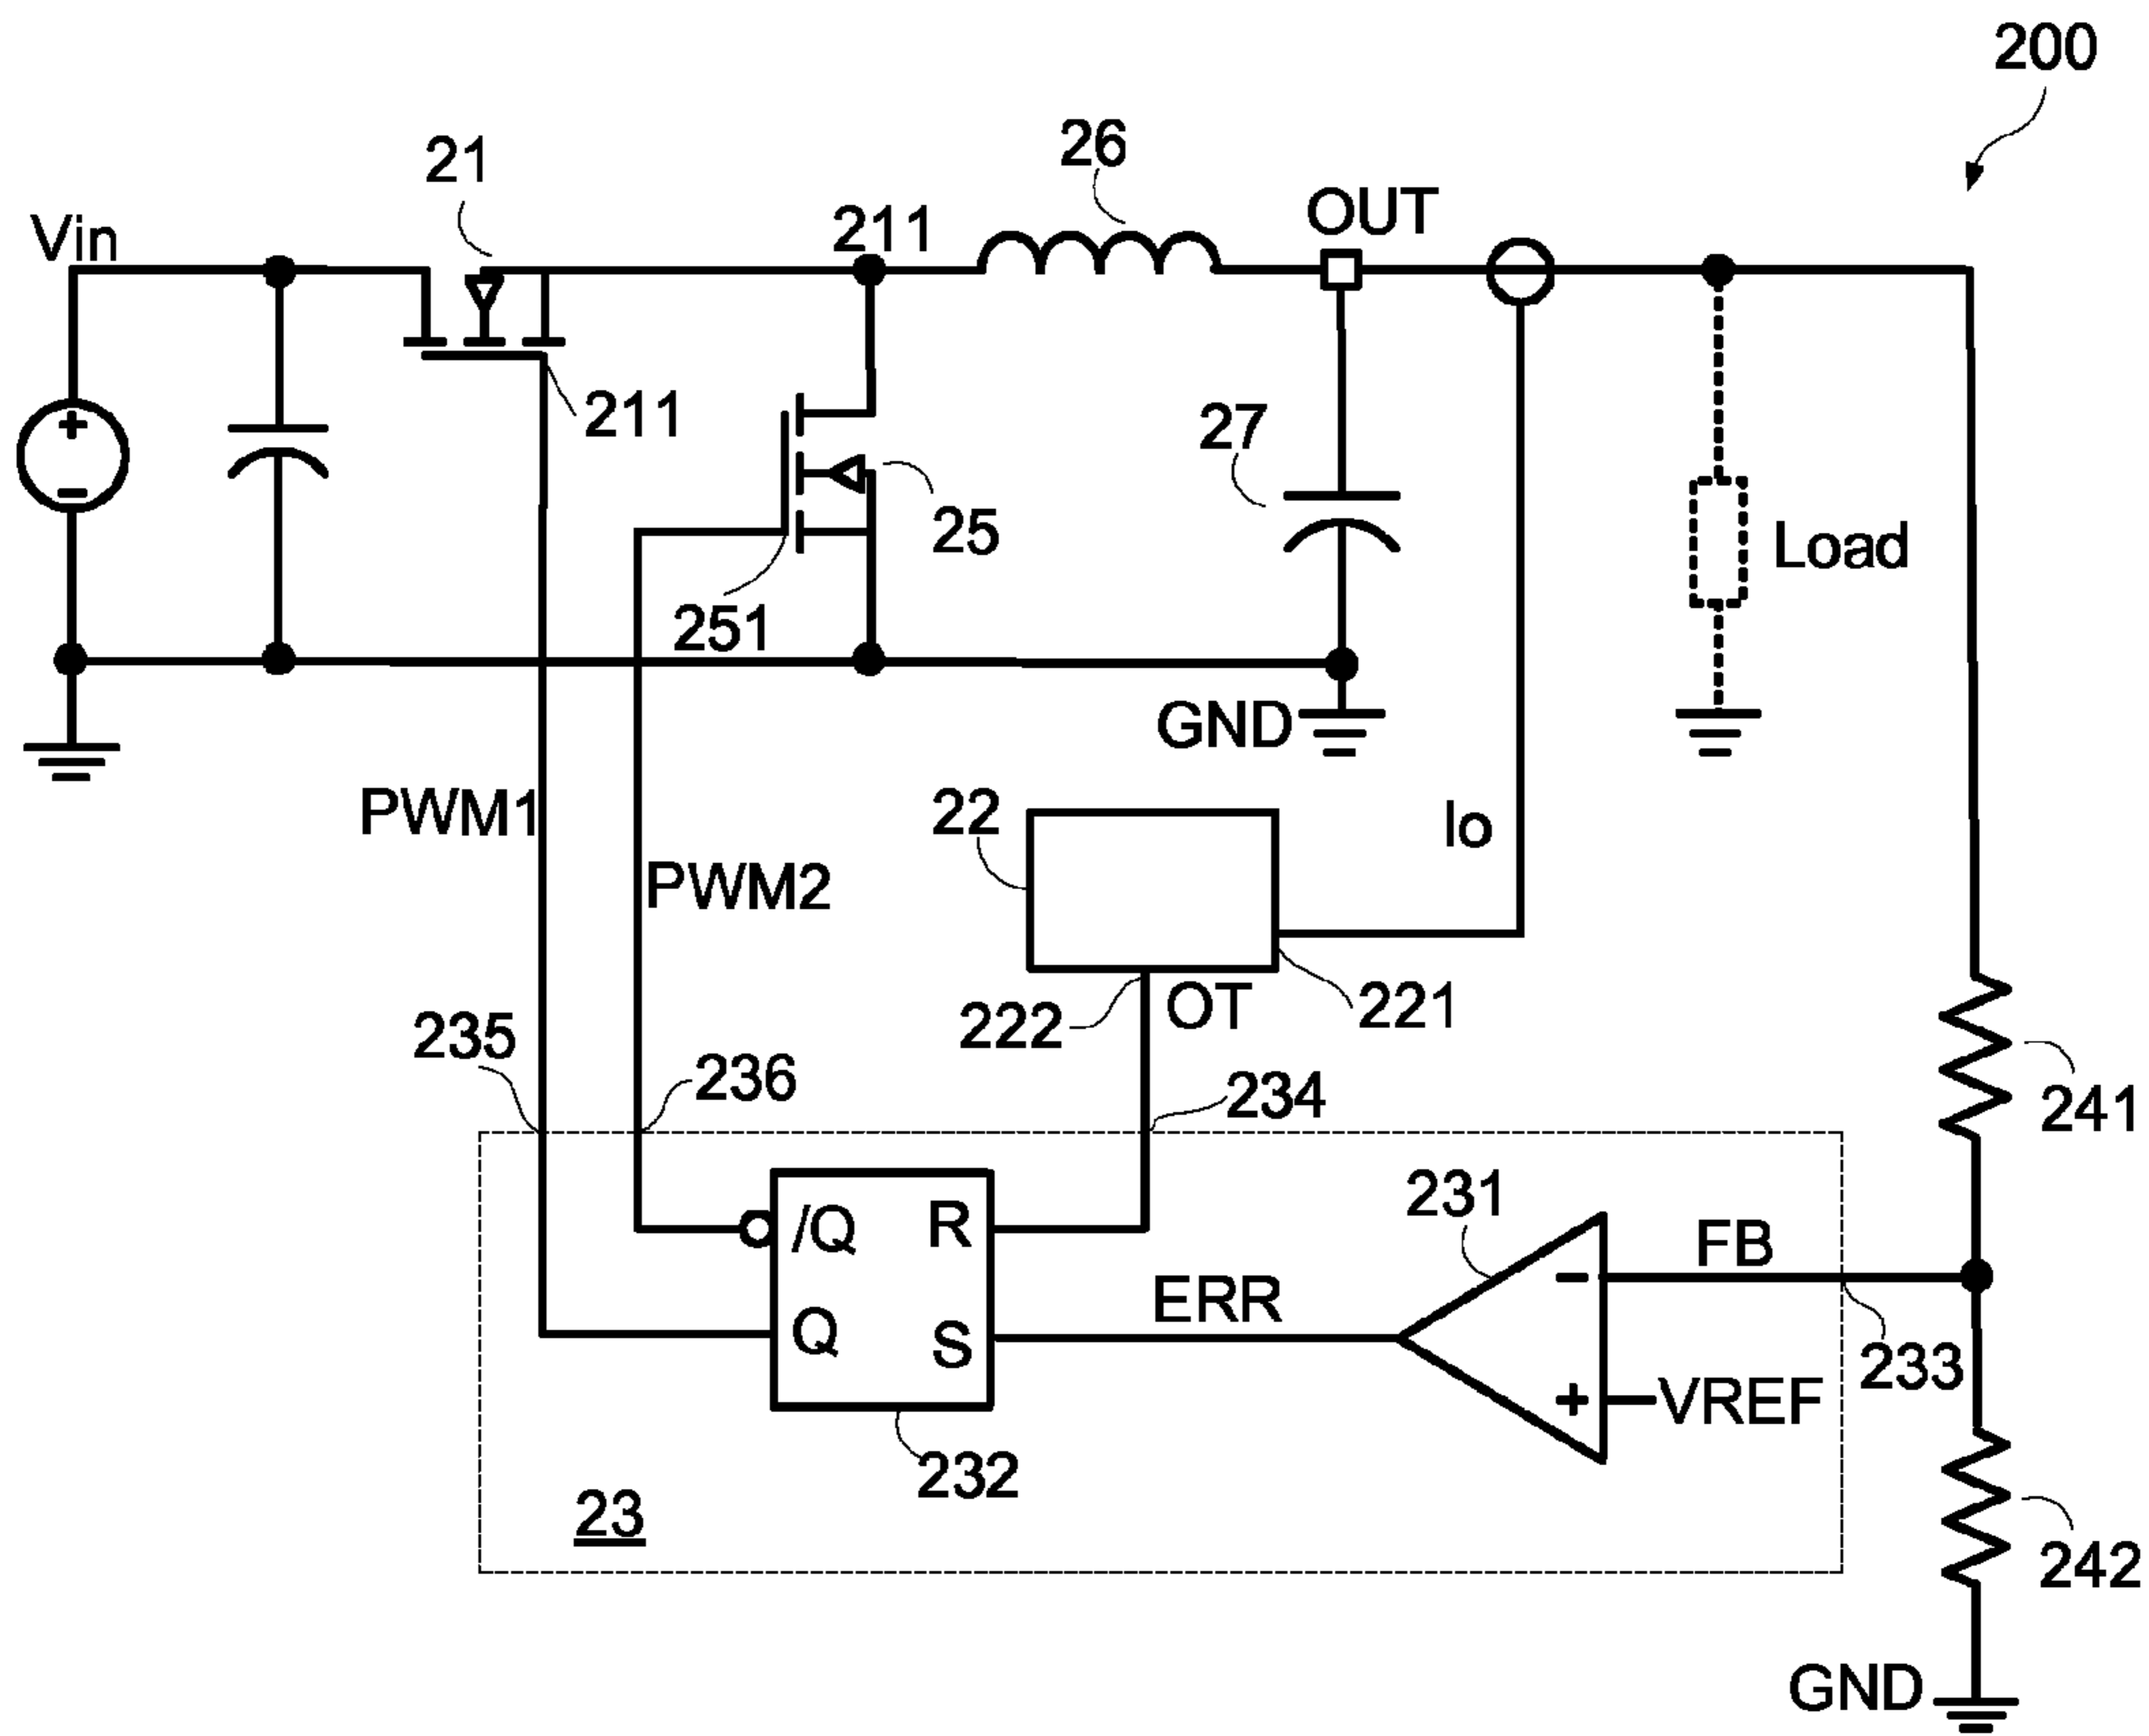 200
21
26
Vin
211
OUT
211
27
25
Load
251
GND
PWM1
22
Io
PWM2
222
OT
221
235
236
234
241
/Q
R
231
FB
ERR
Q
S
233
+
VREF
232
23
242
GND